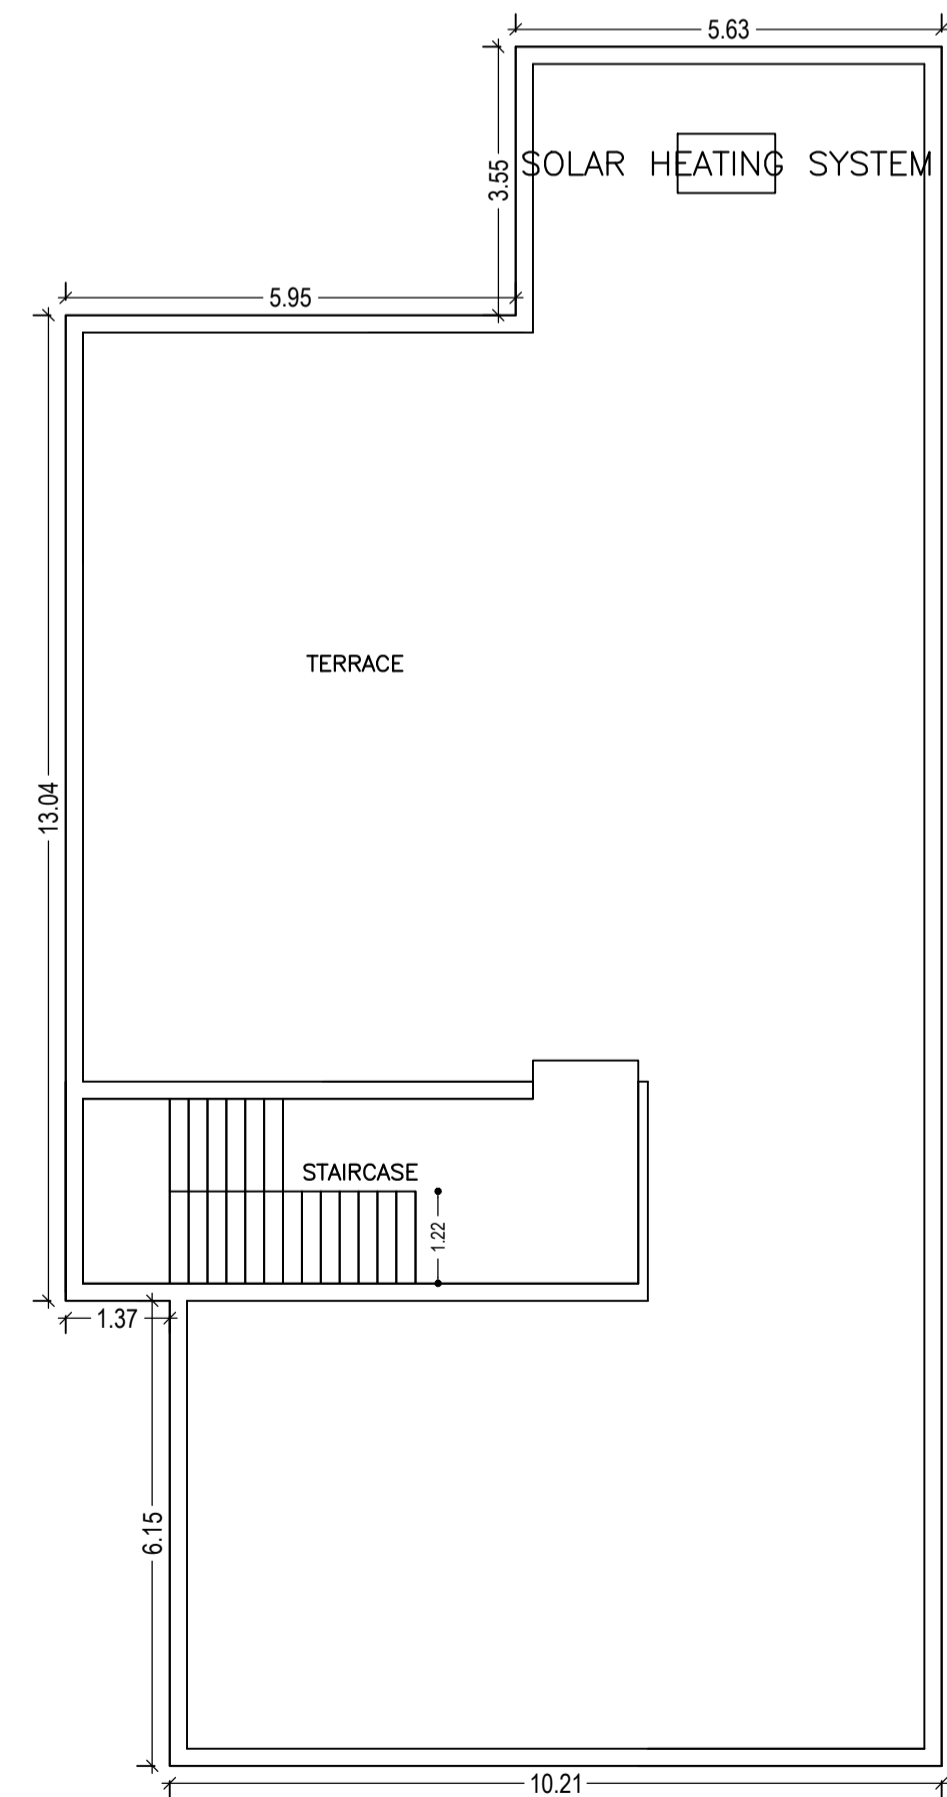 5.63
3.55
SOLAR HEATING SYSTEM
5.95
TERRACE
13.04
STAIRCASE
1.22
1.37
6.15
10.21